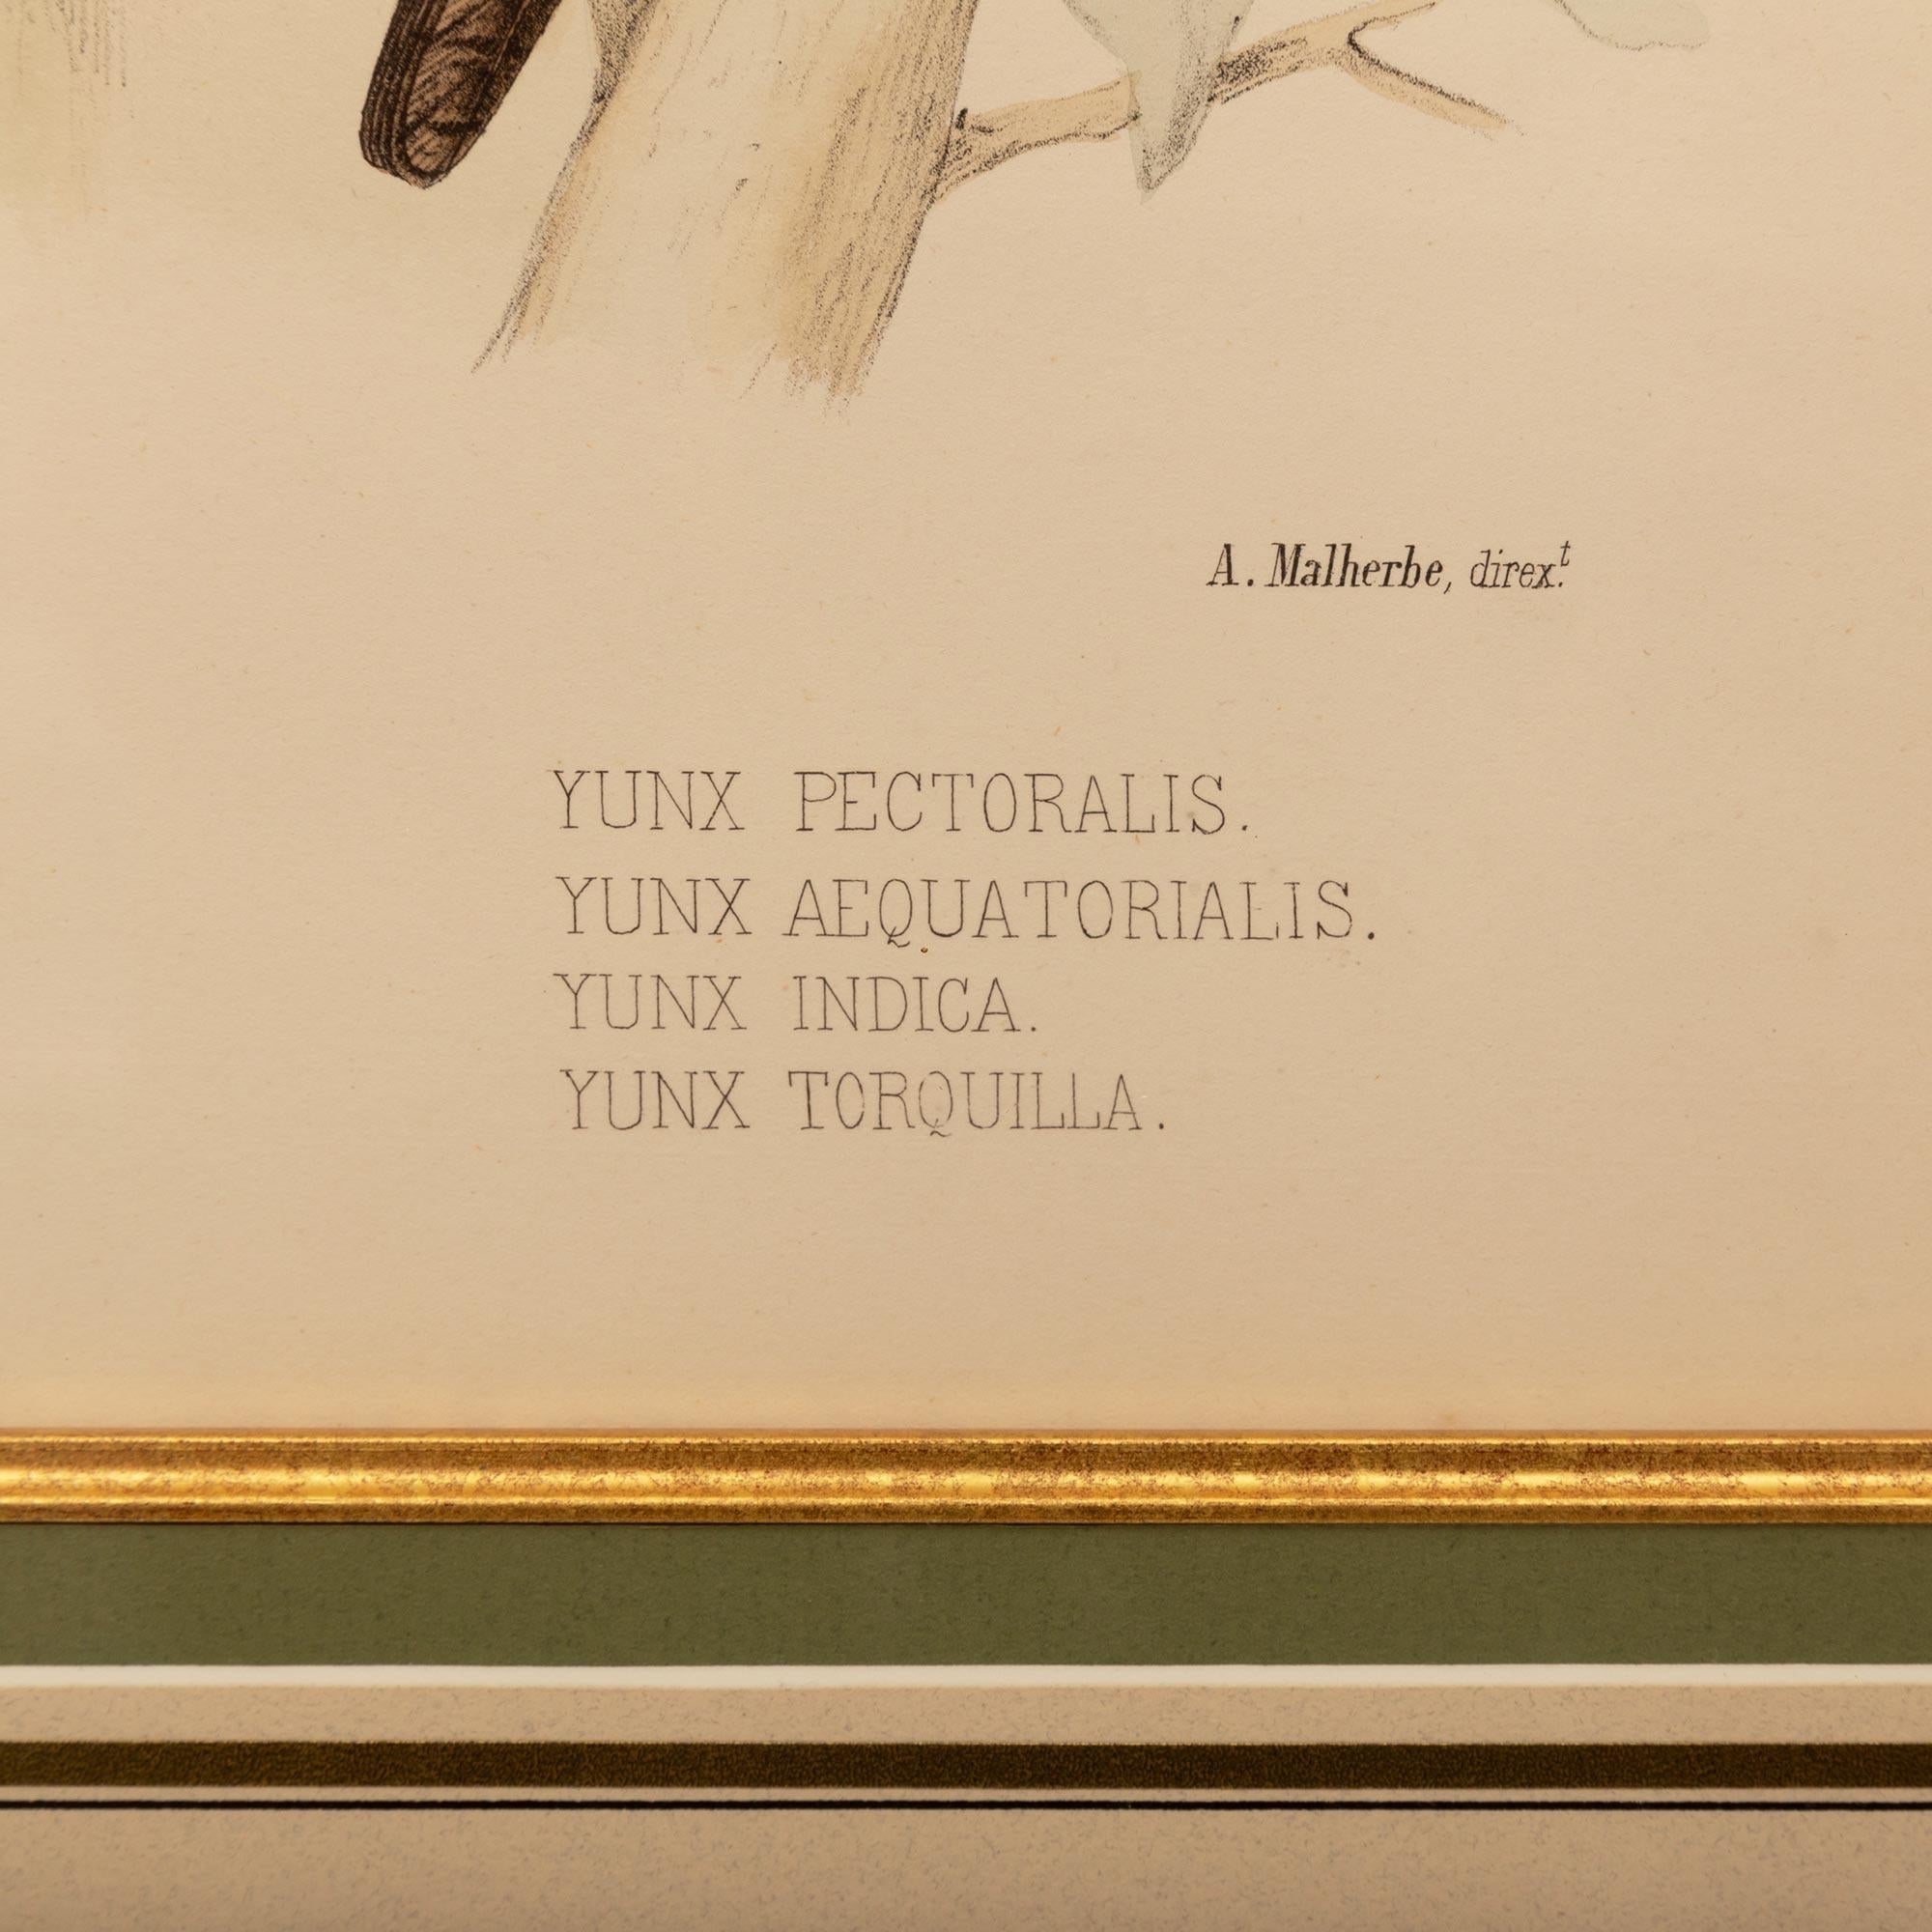 A. Malherbe, direx.t
YUNX PECTORALIS.
YUNX AEQUATORIALIS.
YUNX INDICA.
YUNX TORQUILLA.